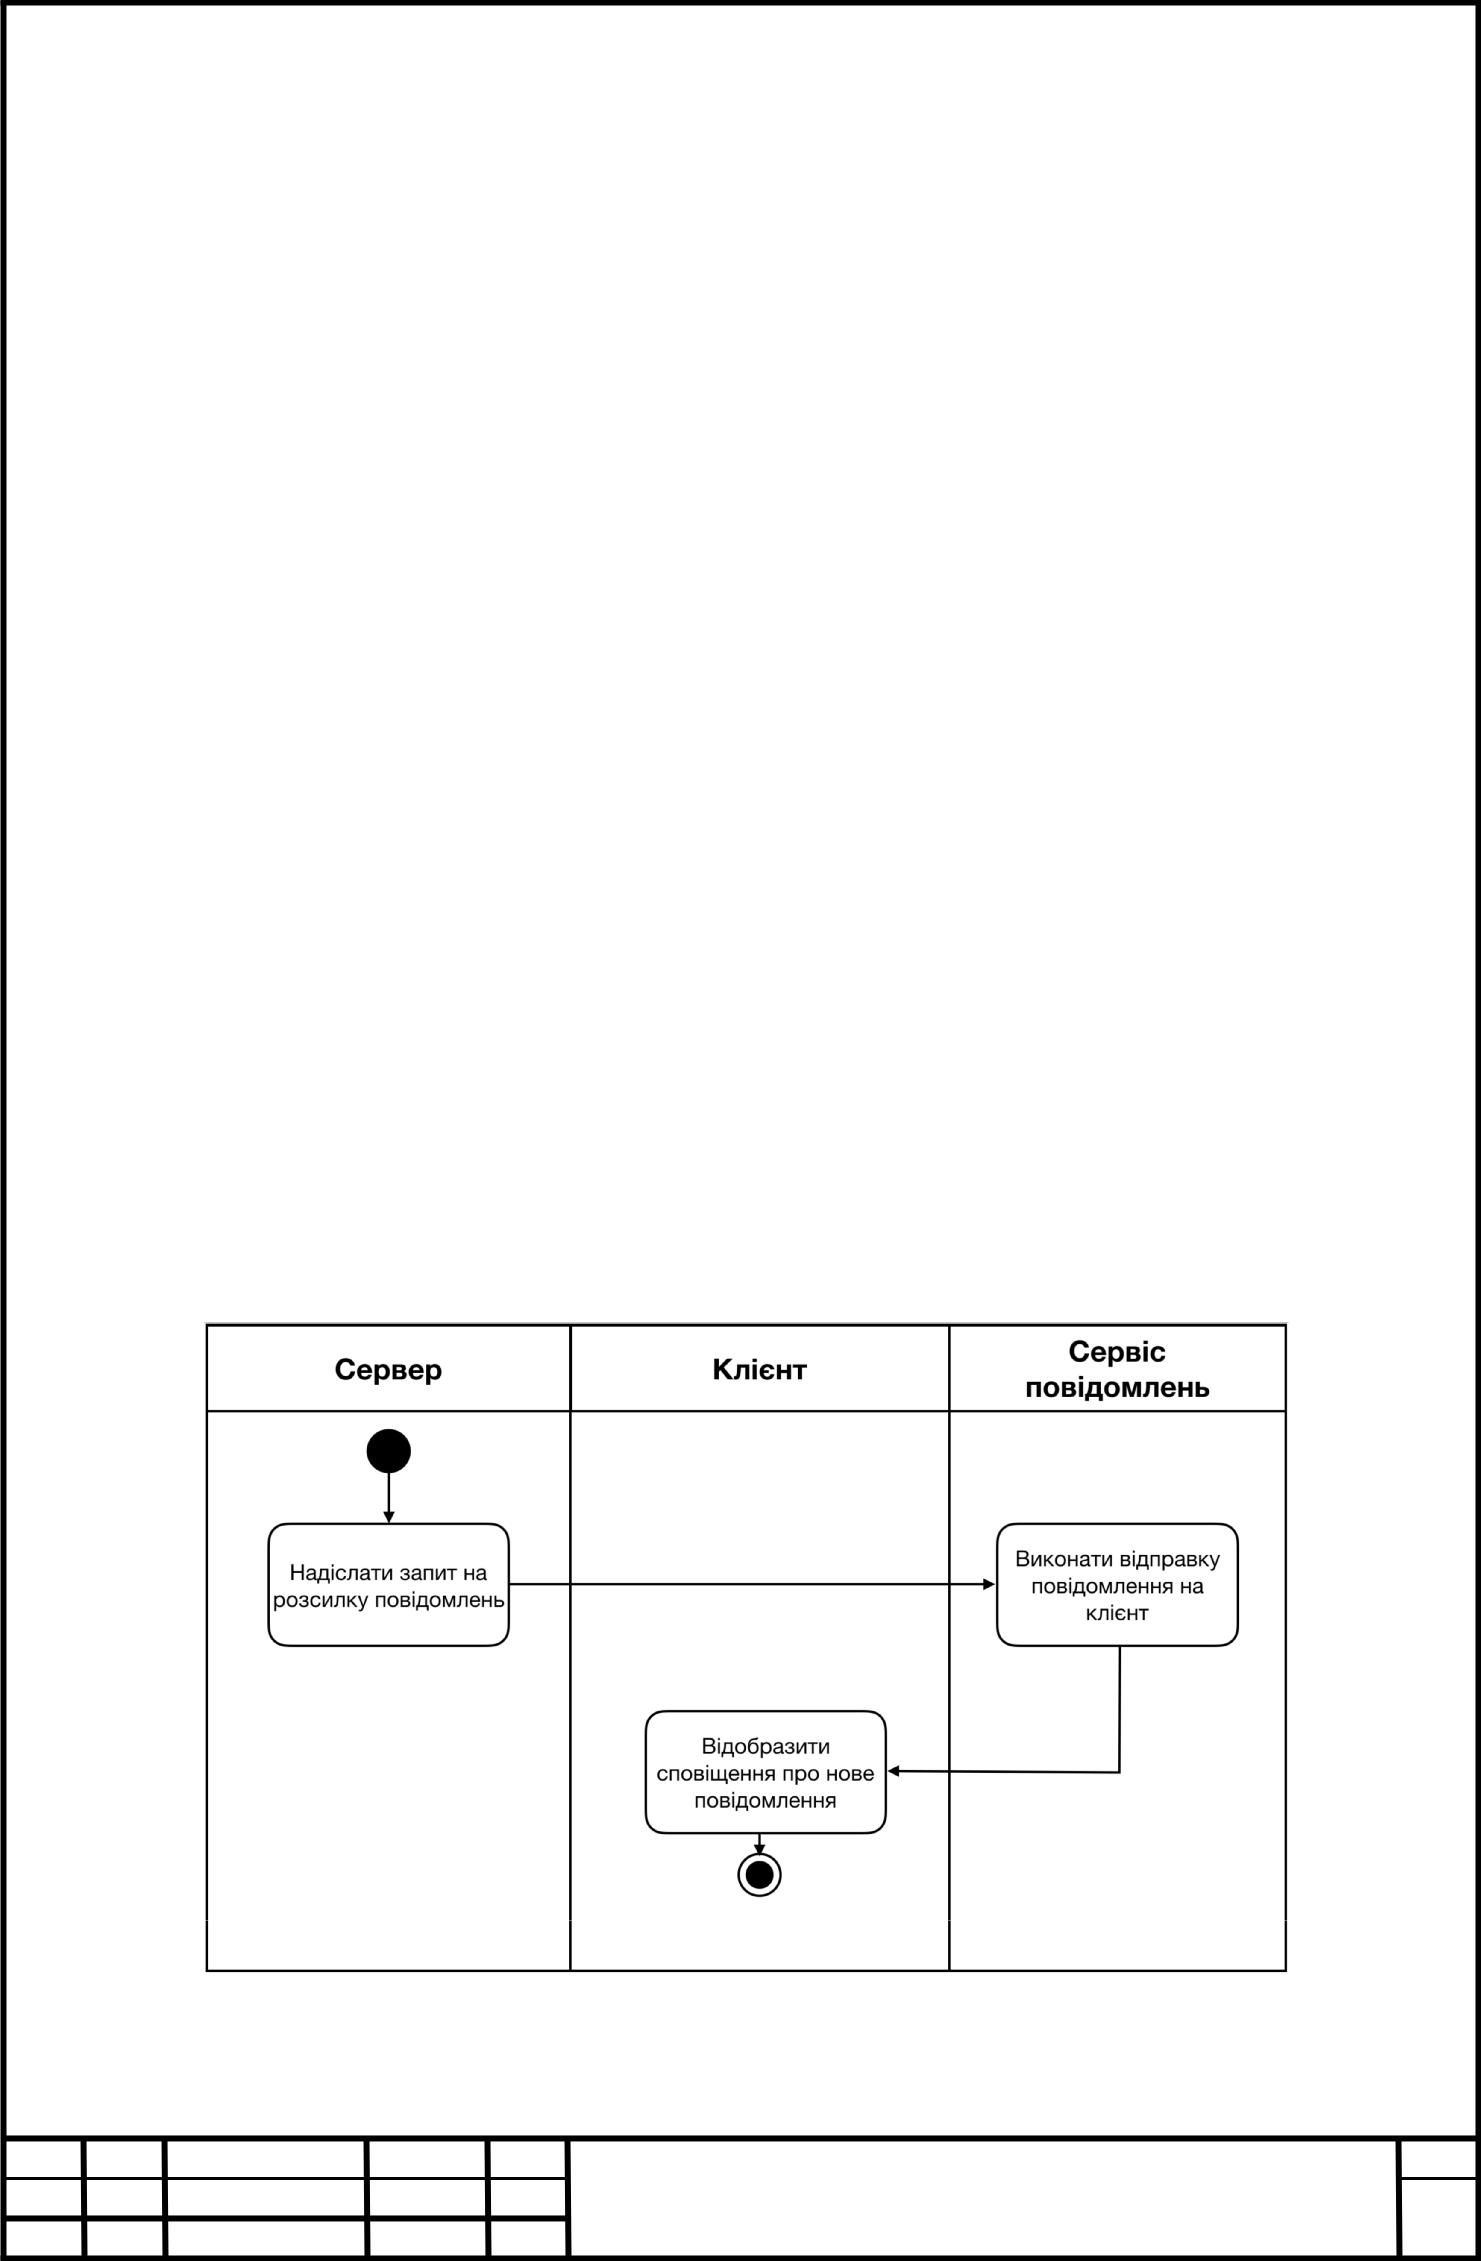 Сервер
Клієнт
Сервіс
повідомлень
Надіслати запит на
розсилку повідомлень
Виконати відправку
повідомлення на
клієнт
Відобразити
сповіщення про нове
повідомлення